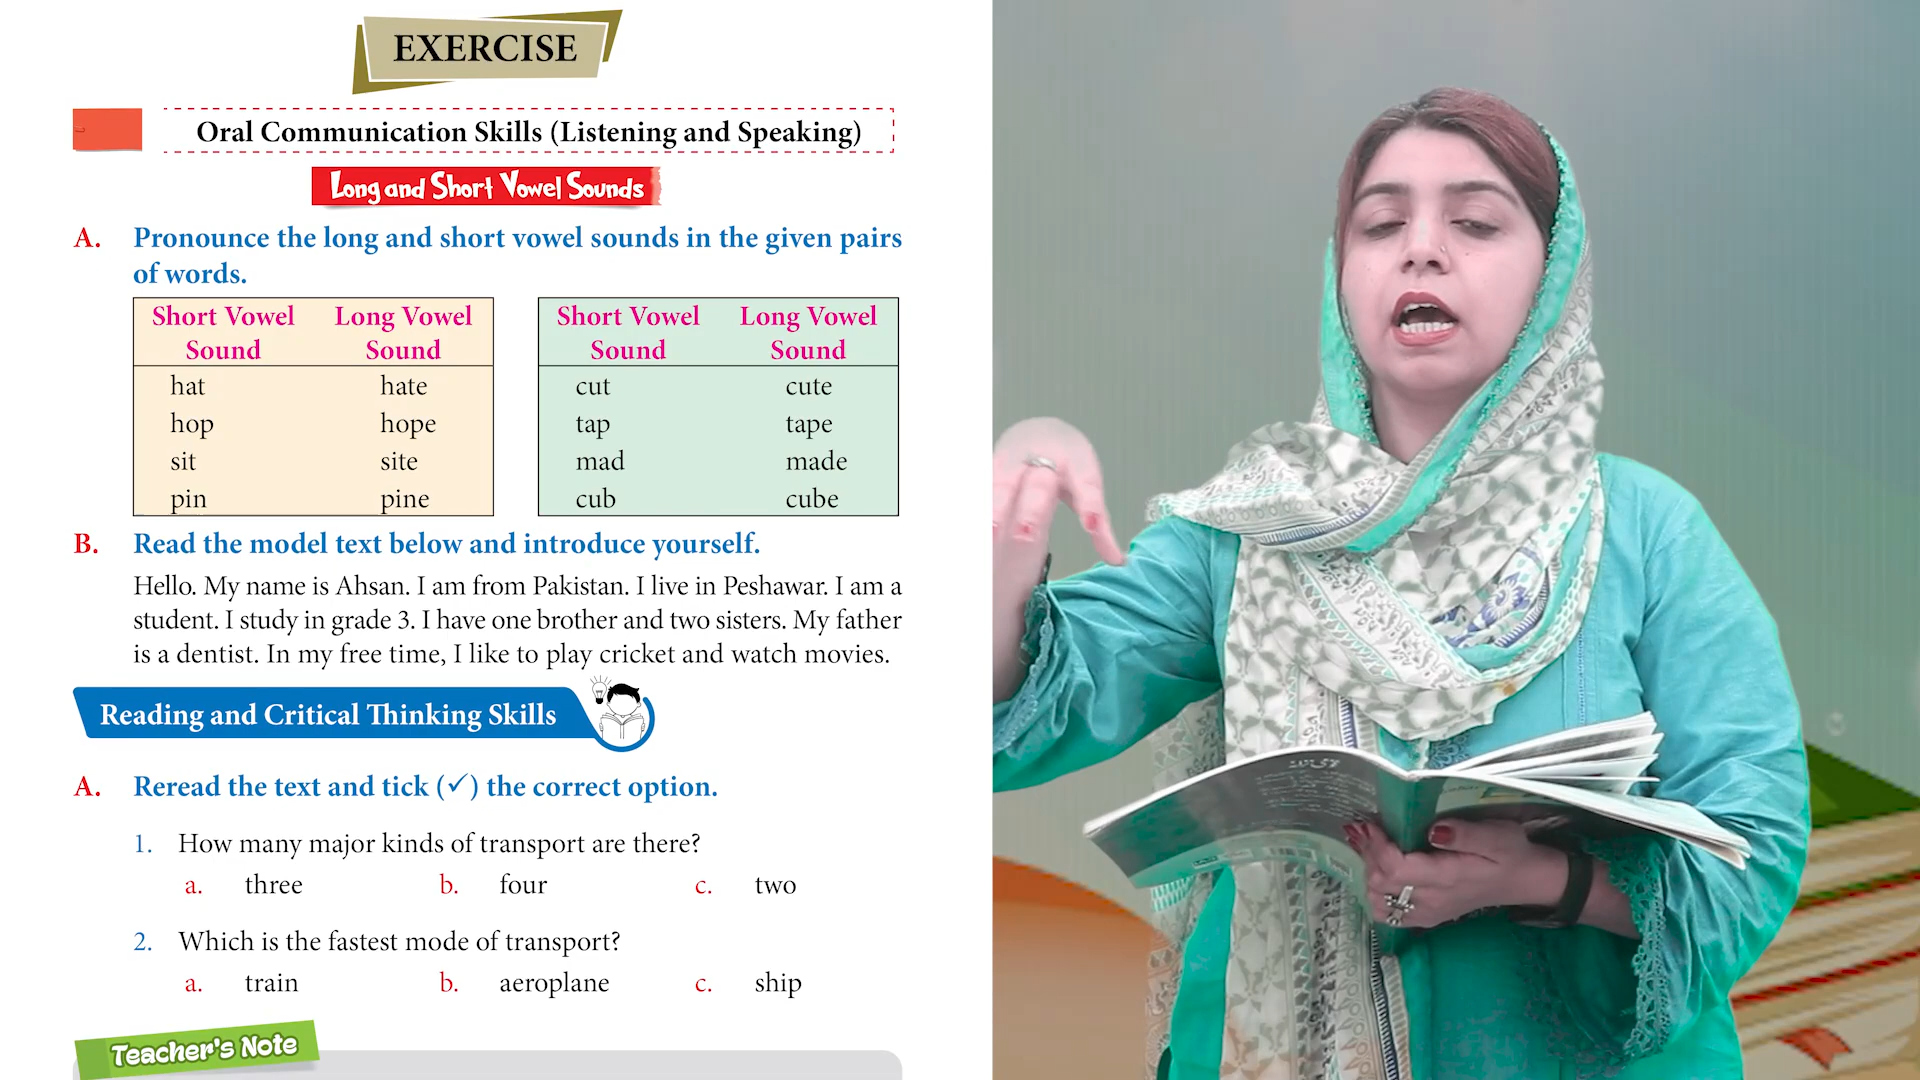 EXERCISE
Oral Communication Skills (Listening and Speaking)
Long and Short Vowel Sounds
A. Pronounce the long and short vowel sounds in the given pairs
of words.
Short Vowel Long Vowel Short Vowel Long Vowel
Sound Sound Sound Sound
hat hate cut cute
hop hope tap tape
sit site mad made
pin pine cub cube
B. Read the model text below and introduce yourself.
Hello. My name is Ahsan. I am from Pakistan. I live in Peshawar. I am a
student. I study in grade 3. I have one brother and two sisters. My father
is a dentist. In my free time, I like to play cricket and watch movies.
Reading and Critical Thinking Skills
A. Reread the text and tick (✓) the correct option.
1. How many major kinds of transport are there?
a. three b. four c. two
2. Which is the fastest mode of transport?
a. train b. aeroplane c. ship
Teacher's Note